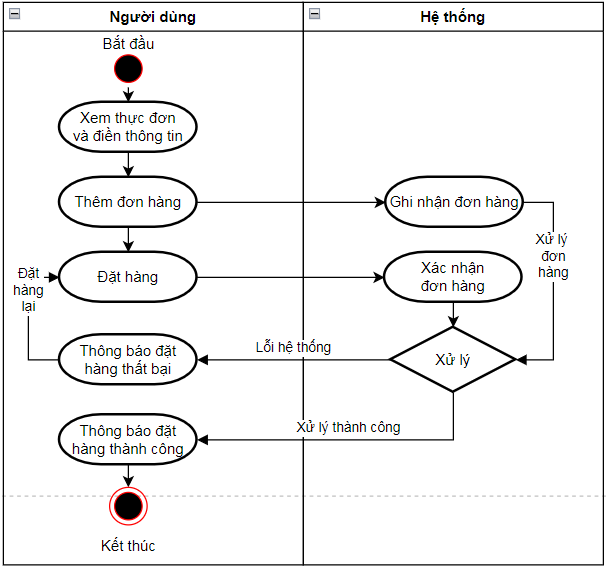 Người dùng
Hệ thống
Bắt đầu
Xem thực đơn
và điền thông tin
Thêm đơn hàng
Ghi nhận đơn hàng
Xử lý
đơn
hàng
Đặt
hàng
lại
Đặt hàng
Xác nhận
đơn hàng
Thông báo đặt
hàng thất bại
Lỗi hệ thống
Xử lý
Thông báo đặt
hàng thành công
Xử lý thành công
Kết thúc